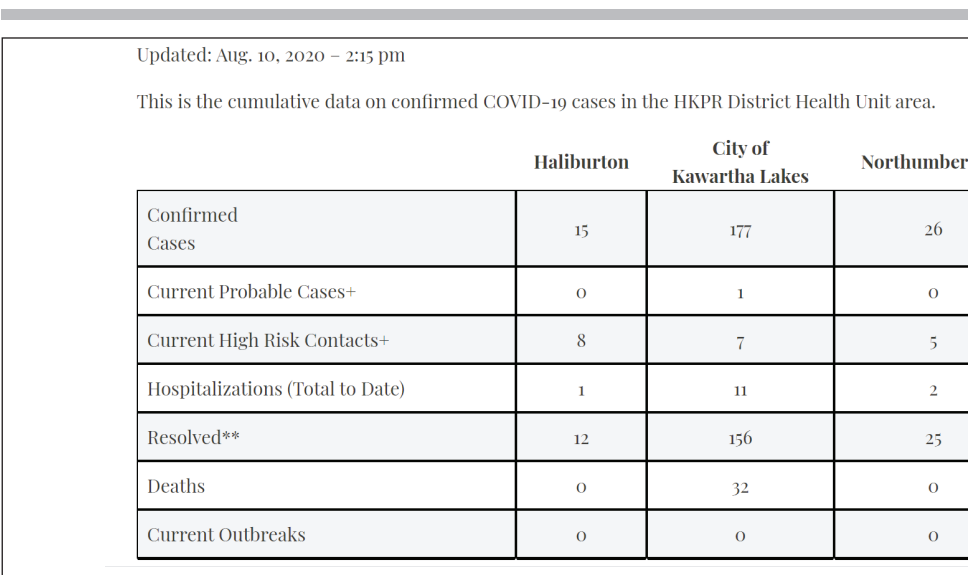 Updated: Aug. 10, 2020 – 2:15 pm
This is the cumulative data on confirmed COVID-19 cases in the HKPR District Health Unit area.
Haliburton City of Kawartha Lakes Northumber
Confirmed Cases 15 177 26
Current Probable Cases+ 0 1 0
Current High Risk Contacts+ 8 7 5
Hospitalizations (Total to Date) 1 11 2
Resolved** 12 156 25
Deaths 0 32 0
Current Outbreaks 0 0 0